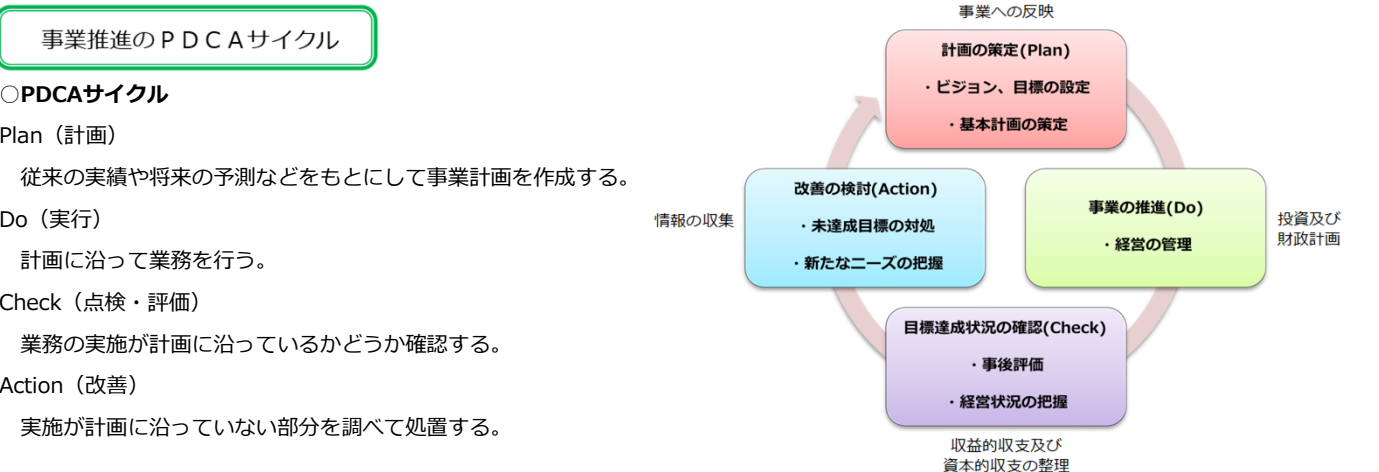 事業推進のＰＤＣＡサイクル
○PDCAサイクル
Plan（計画）
従来の実績や将来の予測などをもとにして事業計画を作成する。
Do（実行）
計画に沿って業務を行う。
Check（点検・評価）
業務の実施が計画に沿っているかどうか確認する。
Action（改善）
実施が計画に沿っていない部分を調べて処置する。
事業への反映
計画の策定(Plan)
・ビジョン、目標の設定
・基本計画の策定
事業の推進(Do)
・経営の管理
投資及び
財政計画
目標達成状況の確認(Check)
・事後評価
・経営状況の把握
収益的収支及び
資本的収支の整理
改善の検討(Action)
・未達成目標の対処
・新たなニーズの把握
情報の収集